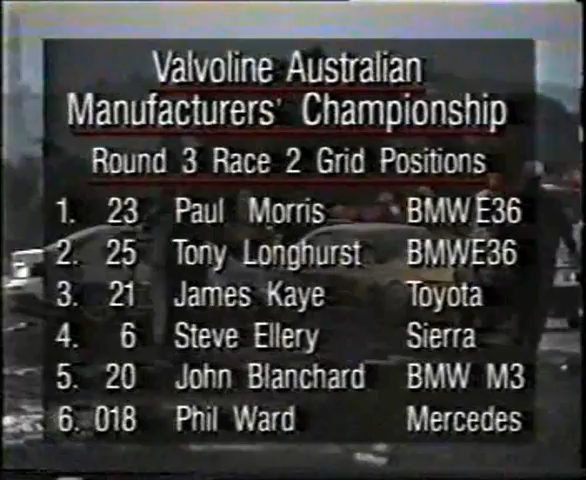 Valvoline Australian
Manufacturers' Championship
Round 3 Race 2 Grid Positions
1. 23 Paul Morris BMW E36
2. 25 Tony Longhurst BMWE36
3. 21 James Kaye Toyota
4. 6 Steve Ellery Sierra
5. 20 John Blanchard BMW M3
6. 018 Phil Ward Mercedes